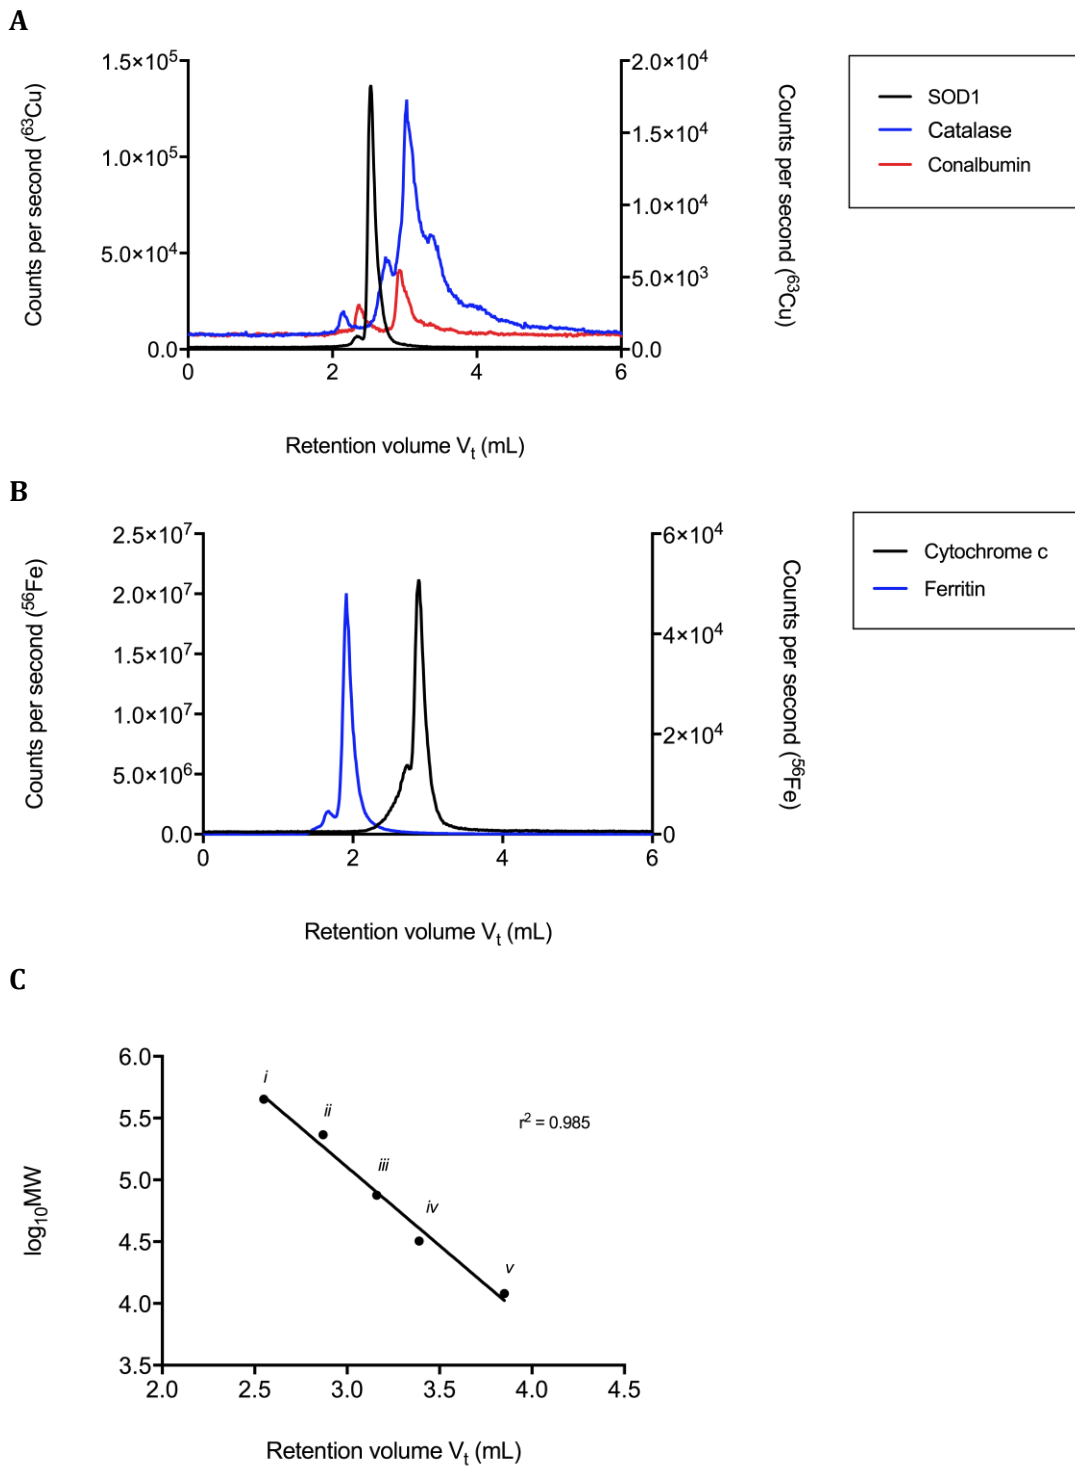 A
1.5×10⁵
1.0×10⁵
5.0×10⁴
0.0
Counts per second (⁶³Cu)
2.0×10⁴
1.5×10⁴
1.0×10⁴
5.0×10³
0.0
Counts per second (⁶³Cu)
0 2 4 6
Retention volume Vₜ (mL)
SOD1
Catalase
Conalbumin
B
2.5×10⁷
2.0×10⁷
1.5×10⁷
1.0×10⁷
5.0×10⁶
0.0
Counts per second (⁵⁶Fe)
6×10⁴
4×10⁴
2×10⁴
0
Counts per second (⁵⁶Fe)
0 2 4 6
Retention volume Vₜ (mL)
Cytochrome c
Ferritin
C
6.0
5.5
5.0
4.5
4.0
3.5
log₁₀MW
i
ii
iii
iv
v
r² = 0.985
2.0 2.5 3.0 3.5 4.0 4.5
Retention volume Vₜ (mL)